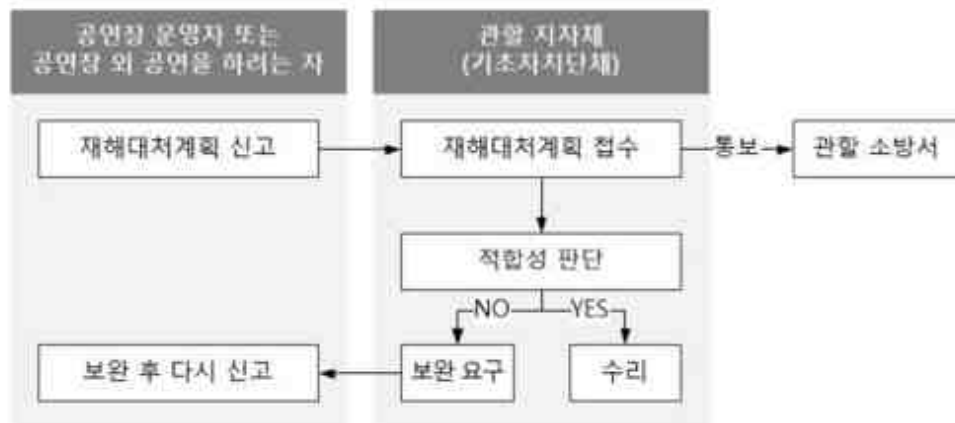 공연장 운영자 또는
공연장 외 공연을 하려는 자
관할 지자체
(기초자치단체)
재해대처계획 신고
재해대처계획 접수
통보
관할 소방서
적합성 판단
NO
YES
보완 후 다시 신고
보완 요구
수리